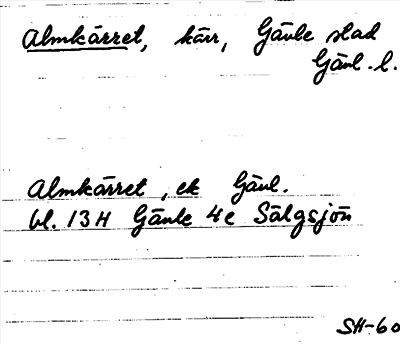 Almkärret, kärr, Gävle stad
Gävl. l.
Almkärret, ek Gävl.
bl. 13H Gävle 4e Sälgsjön
SH-60